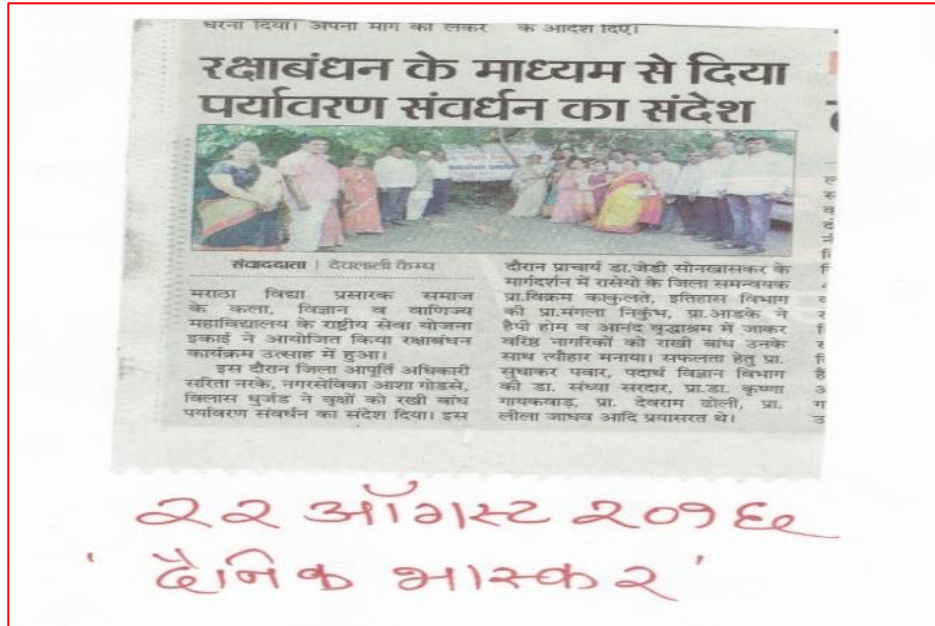 धरना दिया। अपनी मांग को लेकर
के आदेश दिए।
रक्षाबंधन के माध्यम से दिया
पर्यावरण संवर्धन का संदेश
संवाददाता | देवलाली कैम्प
मराठा विद्या प्रसारक समाज
के कला, विज्ञान व वाणिज्य
महाविद्यालय के राष्ट्रीय सेवा योजना
इकाई ने आयोजित किया रक्षाबंधन
कार्यक्रम उत्साह में हुआ।
इस दौरान जिला आपूर्ति अधिकारी
सरिता नरके, नगरसेविका आशा गोडसे,
विलास धुर्जड ने वृक्षों को रखी बांध
पर्यावरण संवर्धन का संदेश दिया। इस
दौरान प्राचार्य डा.जेडी सोनखासकर के
मार्गदर्शन में रासेयो के जिला समन्वयक
प्रा.विक्रम काकुलते, इतिहास विभाग
की प्रा.मंगला निकुंभ, प्रा.आडके ने
हैपी होम व आनंद वृद्धाश्रम में जाकर
वरिष्ठ नागरिकों को राखी बांध उनके
साथ त्यौहार मनाया। सफलता हेतु प्रा.
सुधाकर पवार, पदार्थ विज्ञान विभाग
की डा. संध्या सरदार, प्रा.डा. कृष्णा
गायकवाड़, प्रा. देवराम ढोली, प्रा.
लीला जाधव आदि प्रयासरत थे।
२२ ऑगस्ट २०१६
'दैनिक भास्कर'